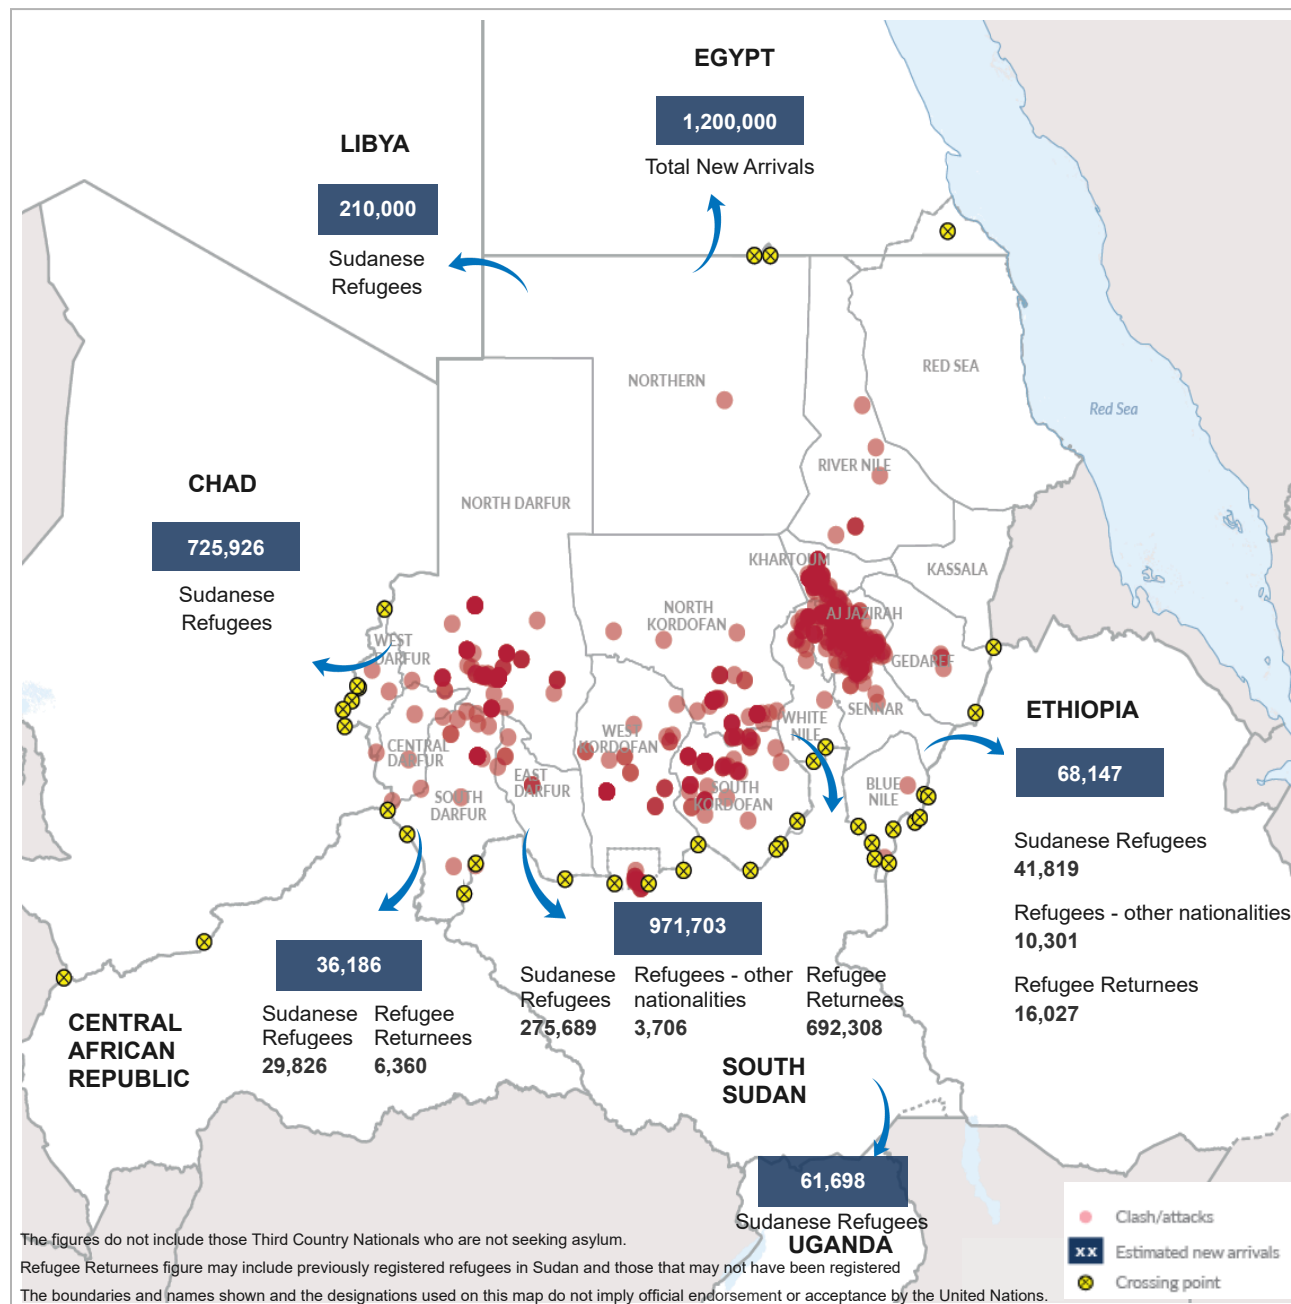 EGYPT
1,200,000
Total New Arrivals
LIBYA
210,000
Sudanese
Refugees
RED SEA
Red Sea
NORTHERN
RIVER NILE
CHAD
725,926
Sudanese
Refugees
NORTH DARFUR
KHARTOUM
KASSALA
NORTH
KORDOFAN
AJ JAZIRAH
WEST
DARFUR
GEDAREF
SENNAR
WHITE
NILE
WEST
KORDOFAN
CENTRAL
DARFUR
EAST
DARFUR
SOUTH
DARFUR
SOUTH
KORDOFAN
BLUE
NILE
ETHIOPIA
68,147
Sudanese Refugees
41,819
Refugees - other nationalities
10,301
Refugee Returnees
16,027
971,703
Sudanese
Refugees
275,689
Refugees - other
nationalities
3,706
Refugee
Returnees
692,308
SOUTH
SUDAN
36,186
Sudanese
Refugees
29,826
Refugee
Returnees
6,360
CENTRAL
AFRICAN
REPUBLIC
61,698
Sudanese Refugees
UGANDA
Clash/attacks
xx Estimated new arrivals
Crossing point
The figures do not include those Third Country Nationals who are not seeking asylum.
Refugee Returnees figure may include previously registered refugees in Sudan and those that may not have been registered
The boundaries and names shown and the designations used on this map do not imply official endorsement or acceptance by the United Nations.